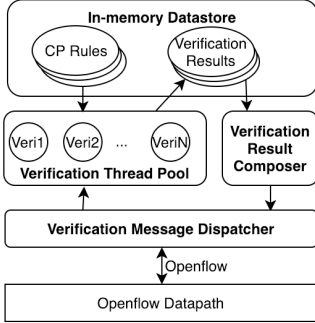 In-memory Datastore
CP Rules
Verification
Results
Veri1 Veri2 ... VeriN
Verification Thread Pool
Verification
Result
Composer
Verification Message Dispatcher
Openflow
Openflow Datapath